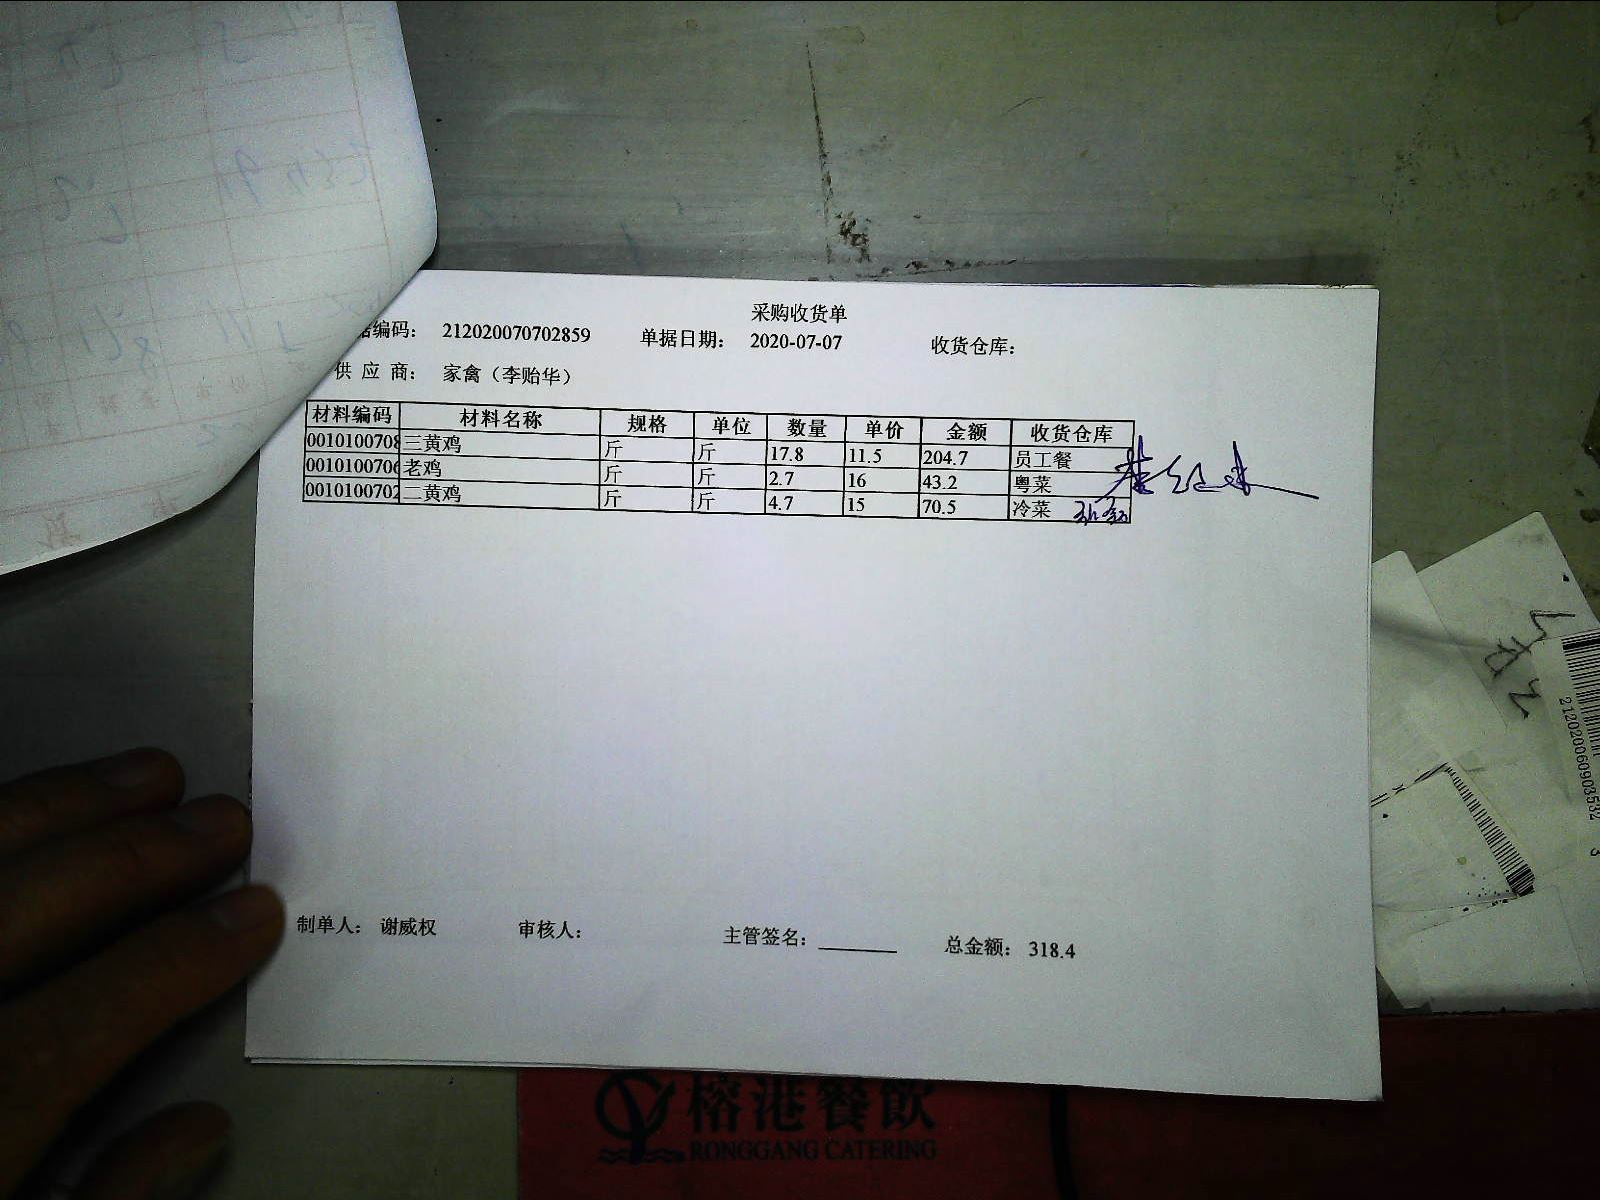 采购收货单
据编码： 212020070702859 单据日期： 2020-07-07 收货仓库：
供 应 商： 家禽（李贻华）
材料编码 材料名称 规格 单位 数量 单价 金额 收货仓库
0010100708 三黄鸡 斤 斤 17.8 11.5 204.7 员工餐
0010100706 老鸡 斤 斤 2.7 16 43.2 粤菜
0010100702 二黄鸡 斤 斤 4.7 15 70.5 冷菜
制单人： 谢威权 审核人： 主管签名： 总金额： 318.4
212020060903532
榕港餐飲
RONGGANG CATERING